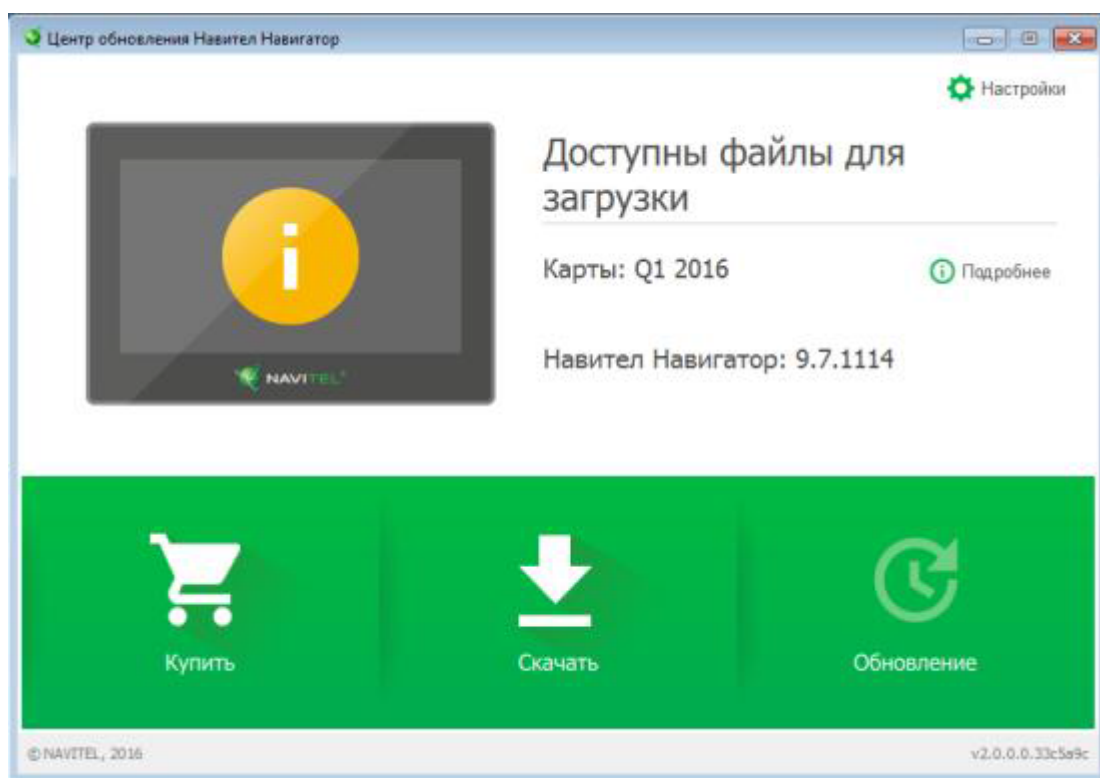 Центр обновления Навител Навигатор
Настройки
Доступны файлы для
загрузки
Карты: Q1 2016
Подробнее
Навител Навигатор: 9.7.1114
NAVITEL®
Купить
Скачать
Обновление
© NAVITEL, 2016
v2.0.0.0.33c5a9c